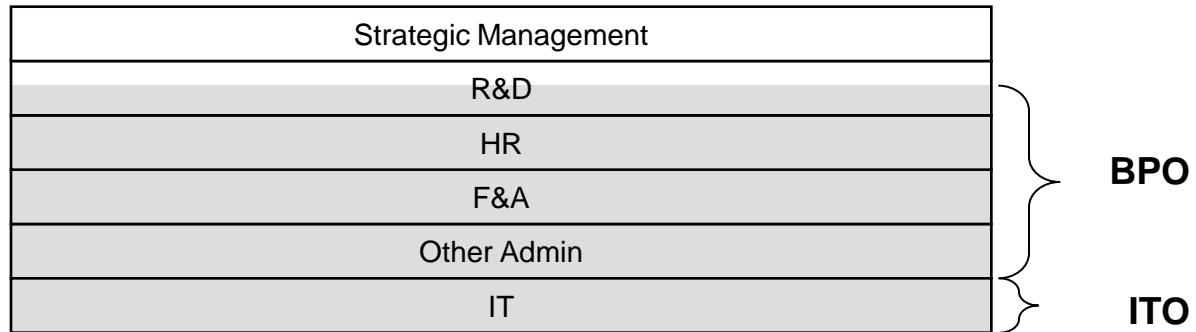 Strategic Management
R&D
HR
F&A
Other Admin
IT
BPO
ITO